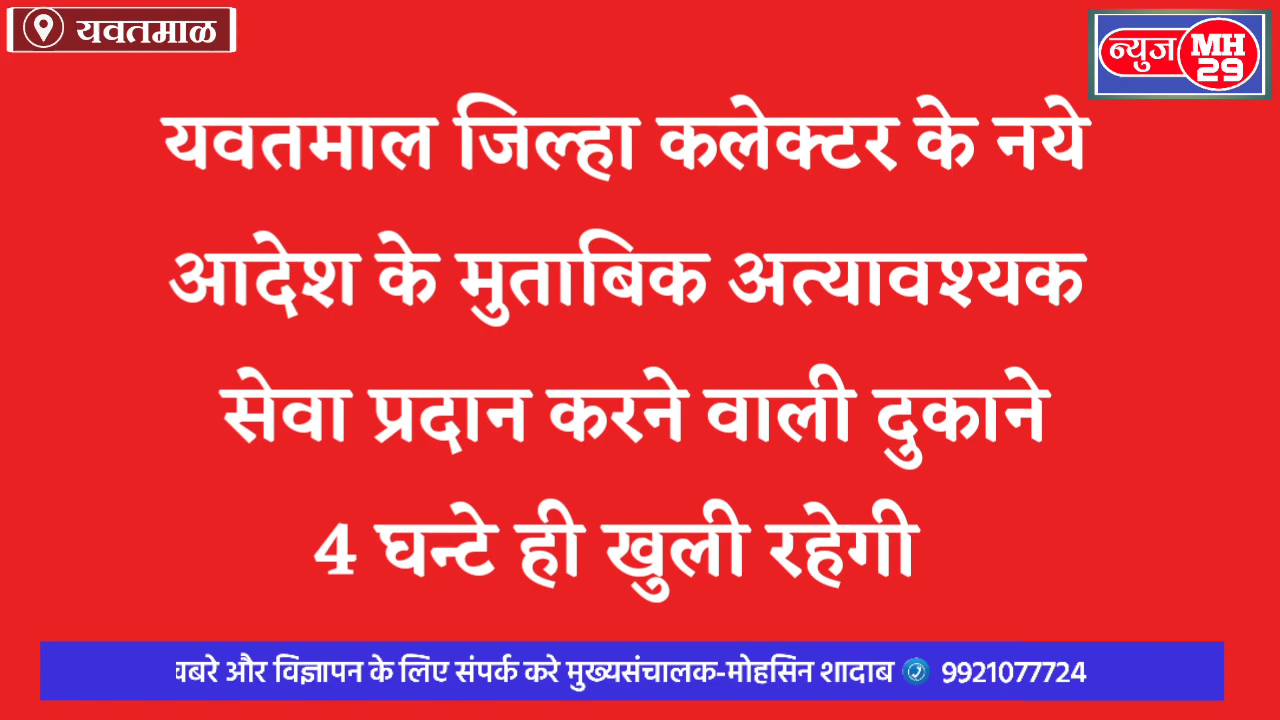 यवतमाळ
न्युज MH 29
यवतमाल जिल्हा कलेक्टर के नये
आदेश के मुताबिक अत्यावश्यक
सेवा प्रदान करने वाली दुकाने
4 घन्टे ही खुली रहेगी
और विज्ञापन के लिए संपर्क करे मुख्यसंचालक-मोहसिन शादाब 9921077724